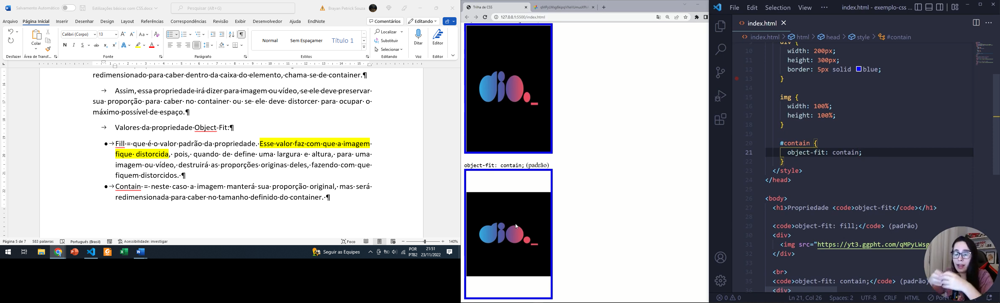 Salvamento Automático
Estilizações básicas com CSS.docx
Pesquisar (Alt+G)
Brayan Petrick Souza
Arquivo Página Inicial Inserir Desenhar Design Layout Referências Correspondências Revisão Exibir Desenvolvedor Ajuda EndNote
Comentários Editando
Colar
Calibri (Corpo) 13
Normal Sem Espaçamer Título 1
Localizar
Substituir
Selecionar
Ditar Editor
Desfazer Área de Transf... Fonte Parágrafo Estilos Editando Voz Editor
redimensionado para caber dentro da caixa do elemento, chama-se de container.¶
→ Assim, essa propriedade irá dizer para imagem ou vídeo, se ele deve preservar
sua proporção para caber no container ou se ele deve distorcer para ocupar o
máximo possível de espaço.¶
→ Valores da propriedade Object-Fit:¶
●→Fill = que é o valor padrão da propriedade. Esse valor faz com que a imagem
fique distorcida, pois, quando de define uma largura e altura, para uma
imagem ou vídeo, destruirá as proporções originas deles, fazendo com que
fiquem distorcidos. ¶
●→Contain = neste caso a imagem manterá sua proporção original, mas será
redimensionada para caber no tamanho definido do container. ¶
Página 5 de 7 583 palavras Português (Brasil) Acessibilidade: investigar Foco 140%
Seguir as Equipes
POR
PTB2
21:51
23/11/2022
Trilha de CSS
127.0.0.1:5500/index.html
dio._
object-fit: contain; (padrão)
dio._
File Edit Selection View ···
index.html - exemplo-css ...
index.html
index.html > html > head > style > #contain
div {
10 width: 200px;
11 height: 300px;
12 border: 5px solid blue;
13 }
14
15 img {
16 width: 100%;
17 height: 100%;
18 }
19
20 #contain {
21 object-fit: contain;
22 }
23 </style>
24 </head>
25
26 <body>
27 <h1>Propriedade <code>object-fit</code></h1>
28
29 <code>object-fit: fill;</code> (padrão)
30 <div>
31 <img src="https://yt3.ggpht.com/qMPyLWsg
32 </div>
33
34 <br>
35 <code>object-fit: contain;</code> (padrão)
36 <div>
0 0
Ln 21, Col 26 Spaces: 2 UTF-8 CRLF HTML